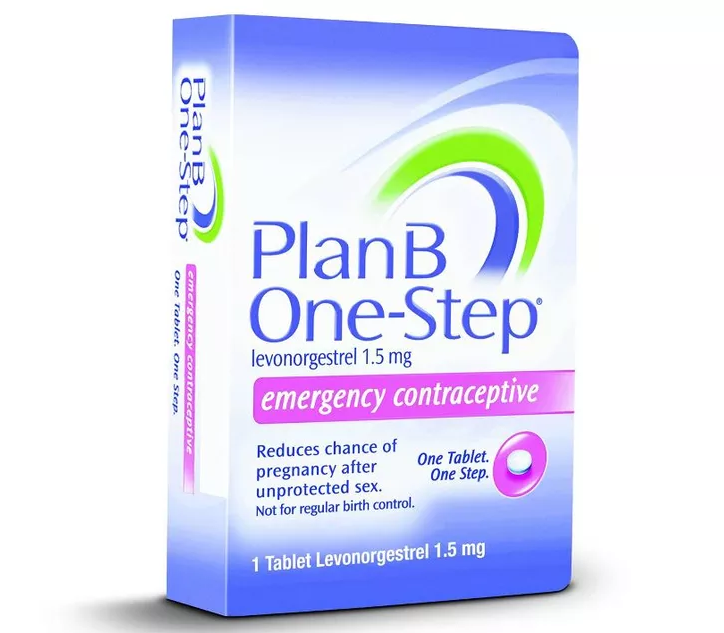 Plan B
One-Step
emergency contraceptive
One Tablet. One Step.
Plan B
One-Step®
levonorgestrel 1.5 mg
emergency contraceptive
Reduces chance of
pregnancy after
unprotected sex.
Not for regular birth control.
One Tablet.
One Step.
1 Tablet Levonorgestrel 1.5 mg